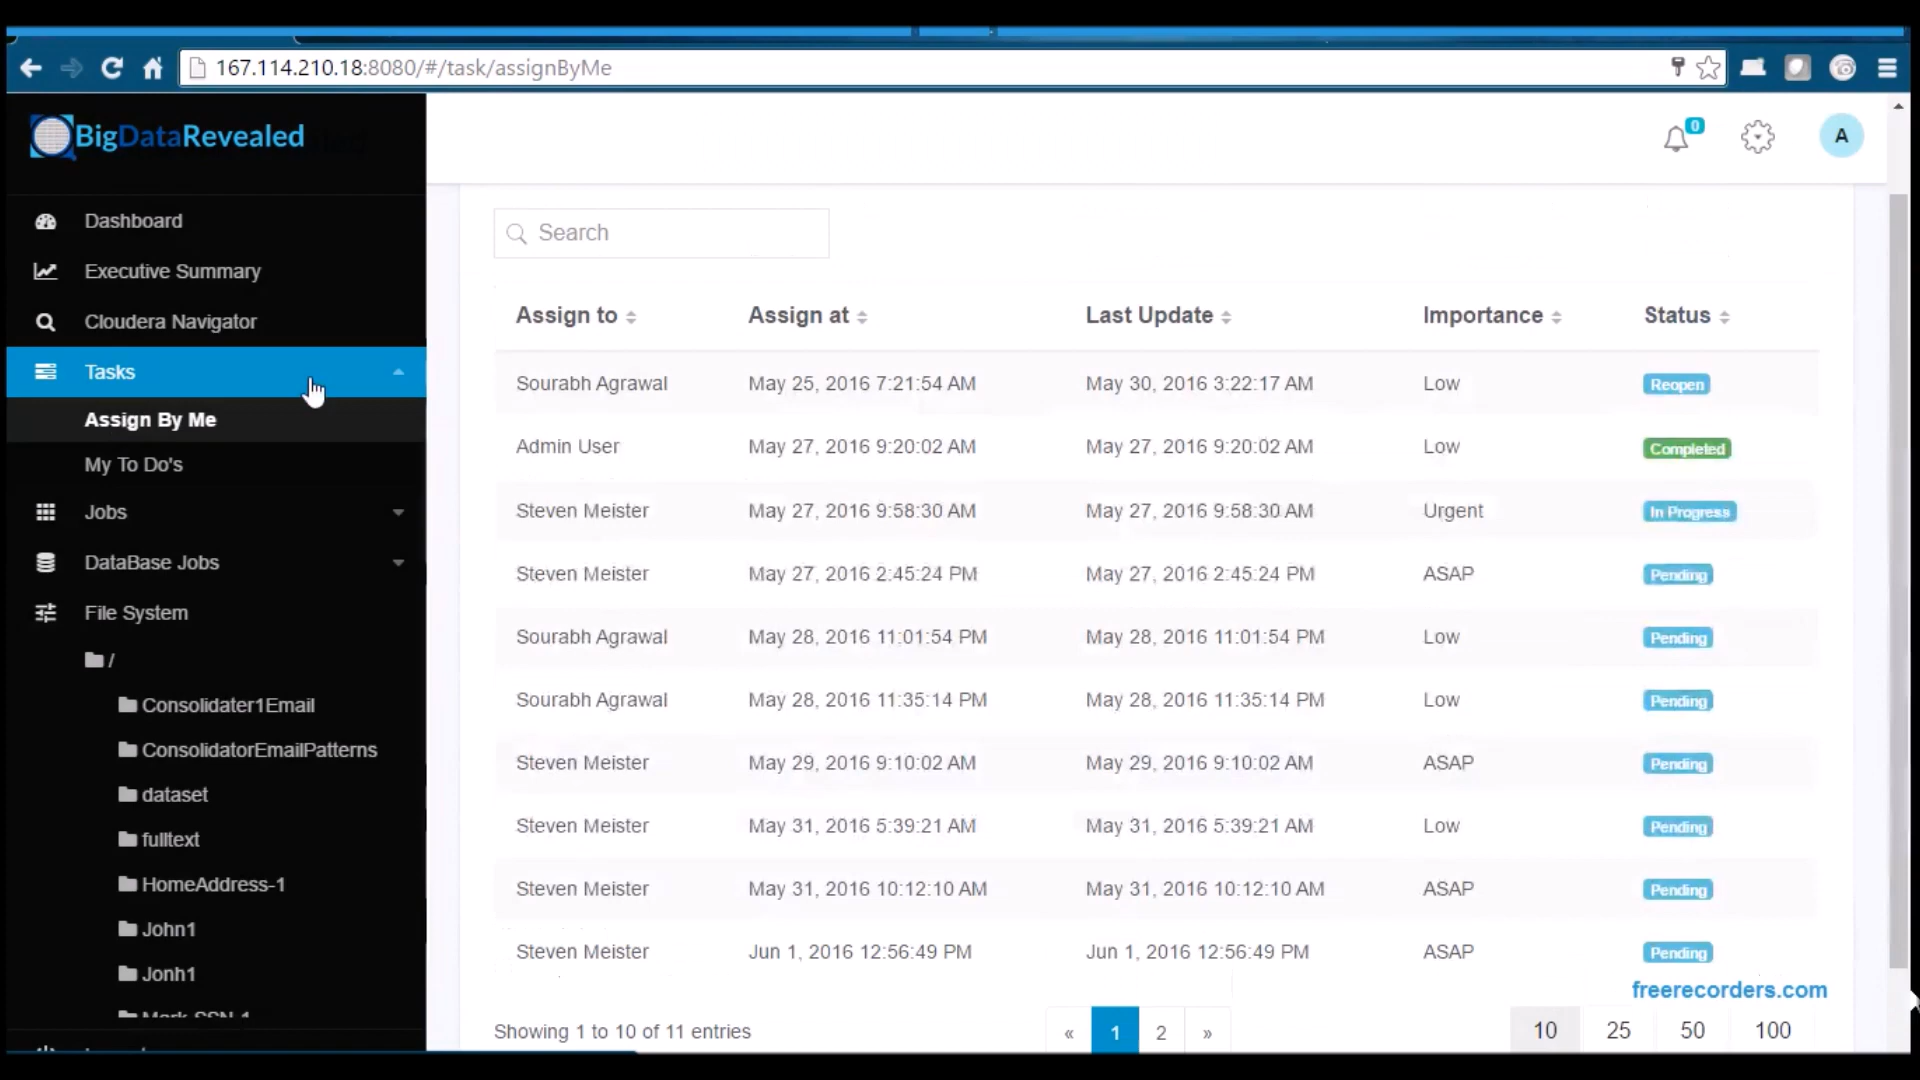 167.114.210.18:8080/#/task/assignByMe
BigDataRevealed
0
A
Dashboard
Executive Summary
Cloudera Navigator
Tasks
Assign By Me
My To Do's
Jobs
DataBase Jobs
File System
/
Consolidater1Email
ConsolidatorEmailPatterns
dataset
fulltext
HomeAddress-1
John1
Jonh1
Search
Assign to Assign at Last Update Importance Status
Sourabh Agrawal May 25, 2016 7:21:54 AM May 30, 2016 3:22:17 AM Low Reopen
Admin User May 27, 2016 9:20:02 AM May 27, 2016 9:20:02 AM Low Completed
Steven Meister May 27, 2016 9:58:30 AM May 27, 2016 9:58:30 AM Urgent In Progress
Steven Meister May 27, 2016 2:45:24 PM May 27, 2016 2:45:24 PM ASAP Pending
Sourabh Agrawal May 28, 2016 11:01:54 PM May 28, 2016 11:01:54 PM Low Pending
Sourabh Agrawal May 28, 2016 11:35:14 PM May 28, 2016 11:35:14 PM Low Pending
Steven Meister May 29, 2016 9:10:02 AM May 29, 2016 9:10:02 AM ASAP Pending
Steven Meister May 31, 2016 5:39:21 AM May 31, 2016 5:39:21 AM Low Pending
Steven Meister May 31, 2016 10:12:10 AM May 31, 2016 10:12:10 AM ASAP Pending
Steven Meister Jun 1, 2016 12:56:49 PM Jun 1, 2016 12:56:49 PM ASAP Pending
freerecorders.com
Showing 1 to 10 of 11 entries « 1 2 » 10 25 50 100